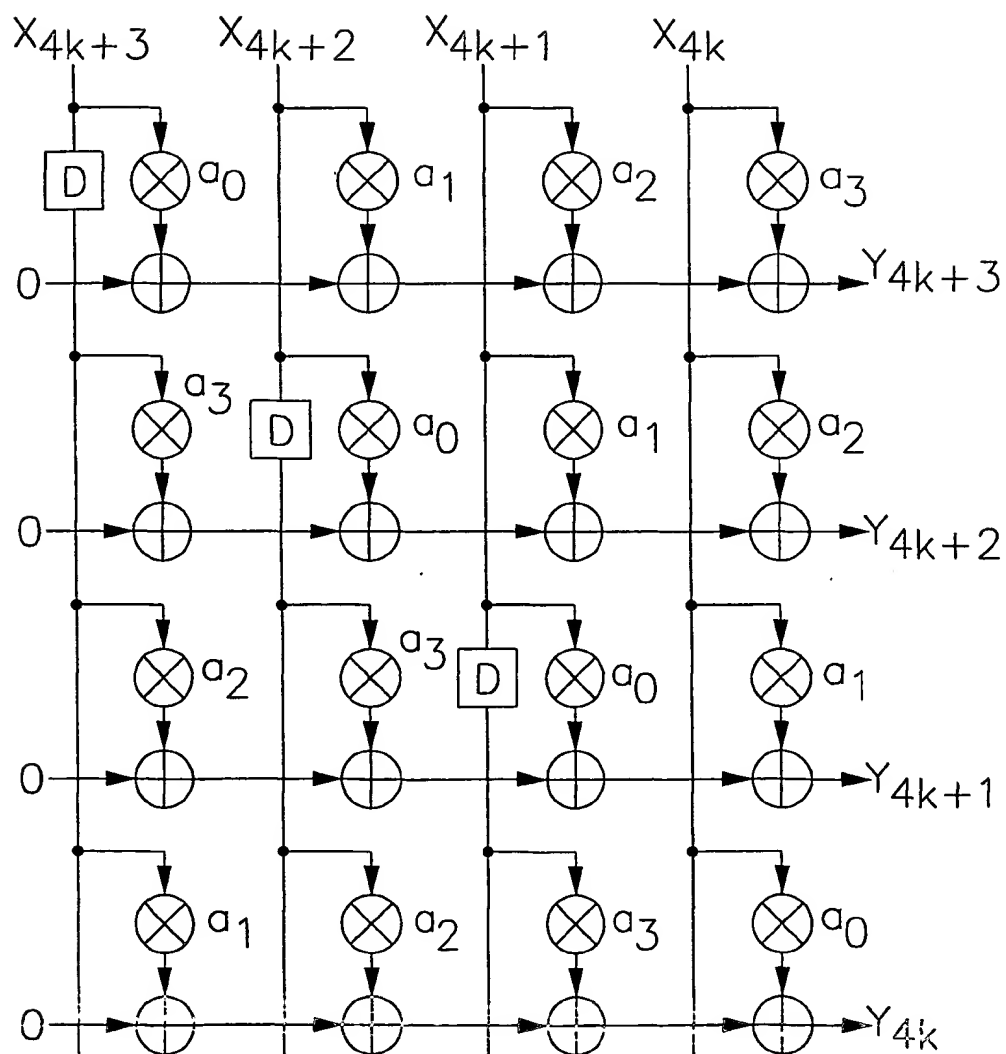 X4k+3 X4k+2 X4k+1 X4k
D a0 a1 a2 a3
0 Y4k+3
a3 D a0 a1 a2
0 Y4k+2
a2 a3 D a0 a1
0 Y4k+1
a1 a2 a3 a0
0 Y4k